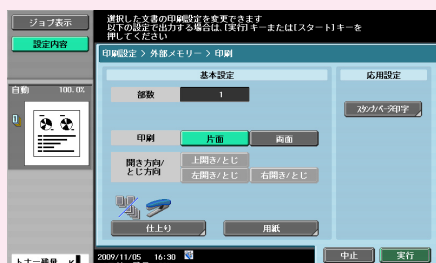 ジョブ表示
設定内容
選択した文書の印刷設定を変更できます
以下の設定で出力する場合は、[実行]キーまたは[スタート]キーを
押してください
印刷設定 > 外部メモリー > 印刷
基本設定
応用設定
自動 100.0%
部数 1
スタンプ/ページ印字
印刷 片面 両面
開き方向/
とじ方向
上開き/とじ
左開き/とじ 右開き/とじ
仕上り 用紙
トナー残量 K
2009/11/05 16:30
中止 実行